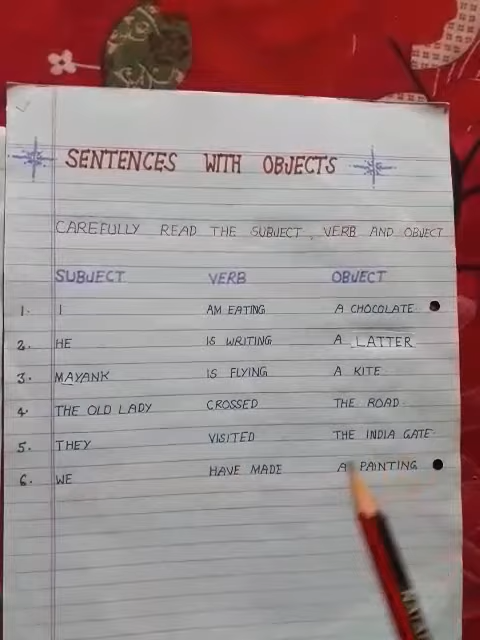 SENTENCES WITH OBJECTS
CAREFULLY READ THE SUBJECT, VERB AND OBJECT
SUBJECT VERB OBJECT
1. I AM EATING A CHOCOLATE
2. HE IS WRITING A LATTER
3. MAYANK IS FLYING A KITE
4. THE OLD LADY CROSSED THE ROAD
5. THEY VISITED THE INDIA GATE
6. WE HAVE MADE A PAINTING